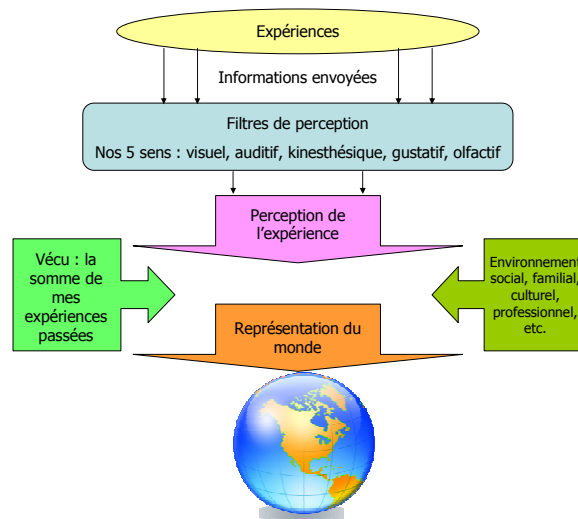 Expériences
Informations envoyées
Filtres de perception
Nos 5 sens : visuel, auditif, kinesthésique, gustatif, olfactif
Perception de
l'expérience
Vécu : la
somme de
mes
expériences
passées
Environnement
social, familial,
culturel,
professionnel,
etc.
Représentation du
monde